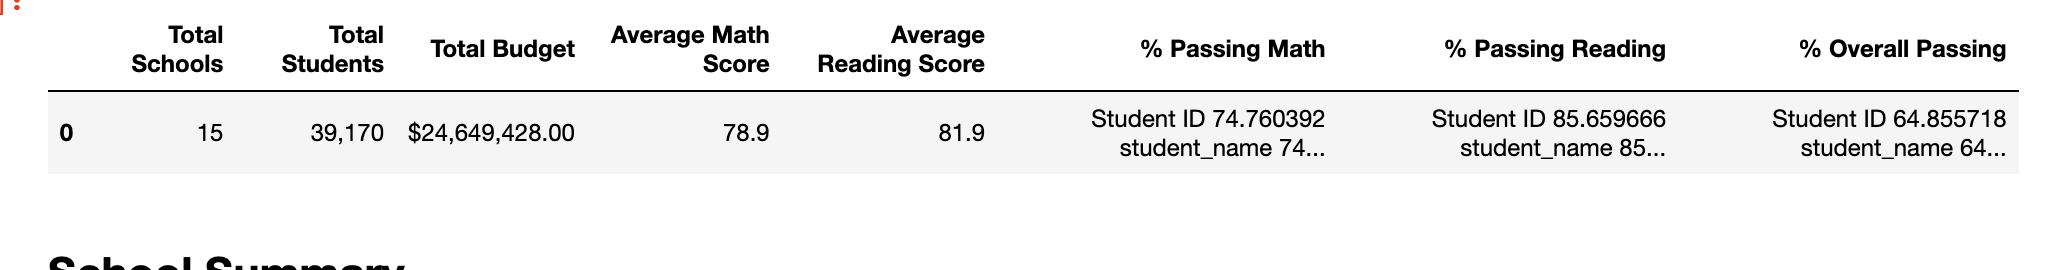 ]:
Total Schools Total Students Total Budget Average Math Score Average Reading Score % Passing Math % Passing Reading % Overall Passing
0 15 39,170 $24,649,428.00 78.9 81.9 Student ID 74.760392 student_name 74... Student ID 85.659666 student_name 85... Student ID 64.855718 student_name 64...
School Summary